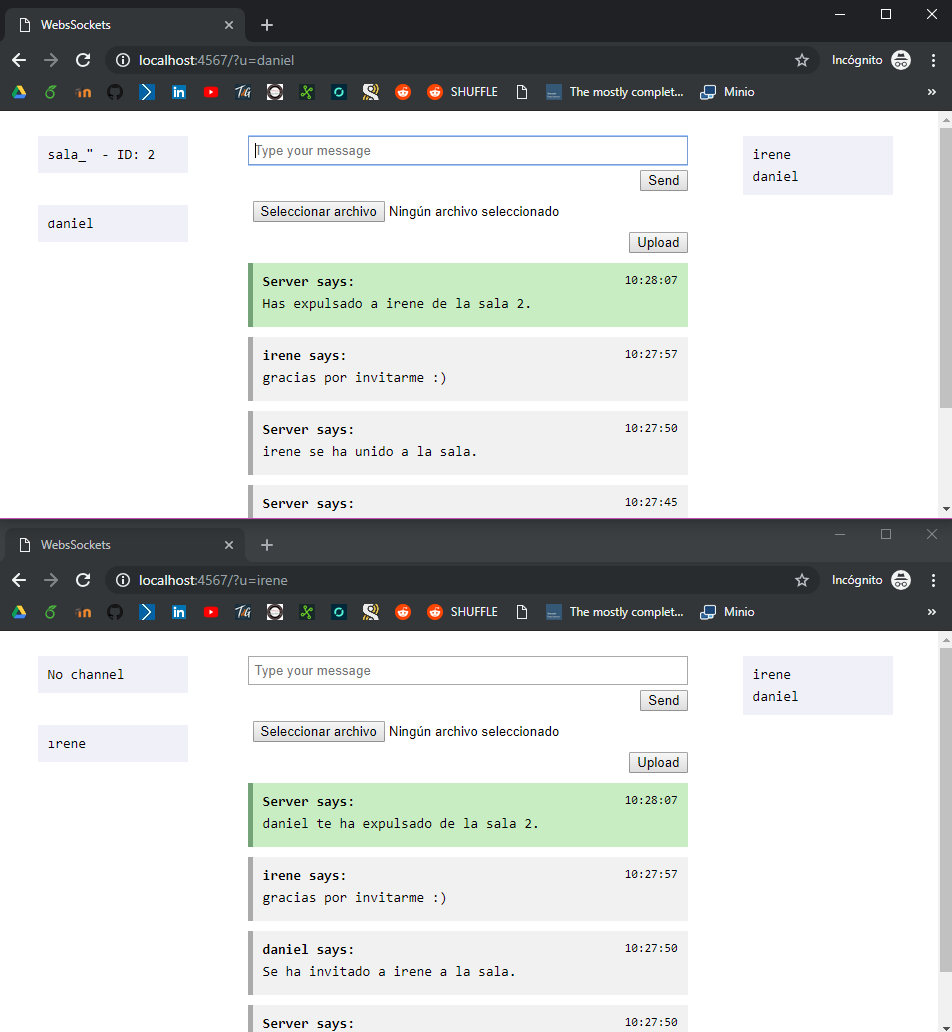 WebsSockets
localhost:4567/?u=daniel
Incógnito
SHUFFLE
The mostly complet...
Minio
»
sala_" - ID: 2
daniel
Type your message
Send
Seleccionar archivo Ningún archivo seleccionado
Upload
Server says: 10:28:07
Has expulsado a irene de la sala 2.
irene says: 10:27:57
gracias por invitarme :)
Server says: 10:27:50
irene se ha unido a la sala.
Server says: 10:27:45
irene
daniel
WebsSockets
localhost:4567/?u=irene
Incógnito
SHUFFLE
The mostly complet...
Minio
»
No channel
irene
Type your message
Send
Seleccionar archivo Ningún archivo seleccionado
Upload
Server says: 10:28:07
daniel te ha expulsado de la sala 2.
irene says: 10:27:57
gracias por invitarme :)
daniel says: 10:27:50
Se ha invitado a irene a la sala.
Server says: 10:27:50
irene
daniel